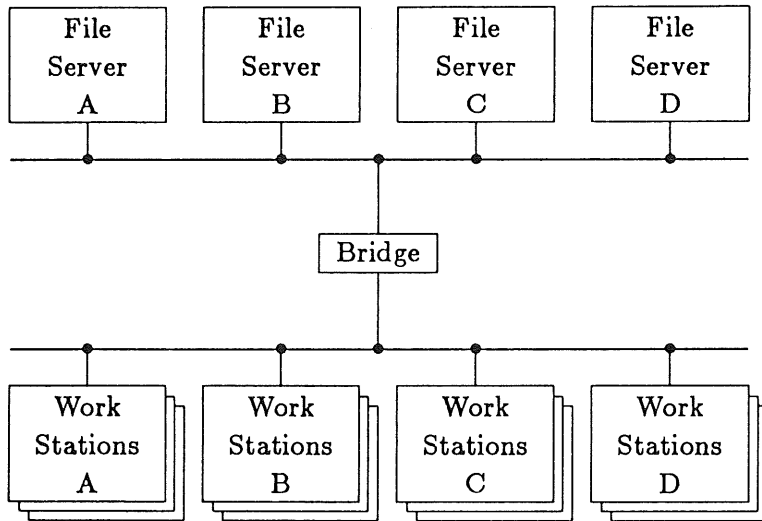 File
Server
A
File
Server
B
File
Server
C
File
Server
D
Bridge
Work
Stations
A
Work
Stations
B
Work
Stations
C
Work
Stations
D